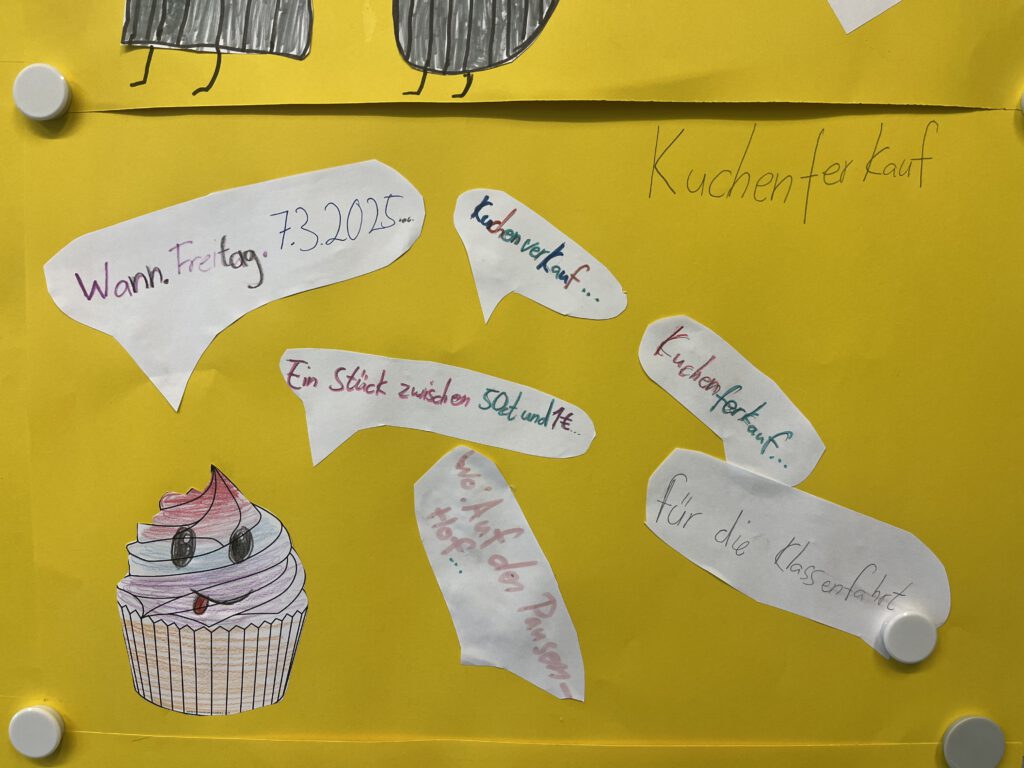 Kuchenferkauf
Wann. Freitag. 7.3.2025...
Kuchenverkauf...
Kuchenferkauf...
Ein Stück zwischen 50ct und 1€...
für die Klassenfahrt
Wo: Auf den Pausen-
Hof...